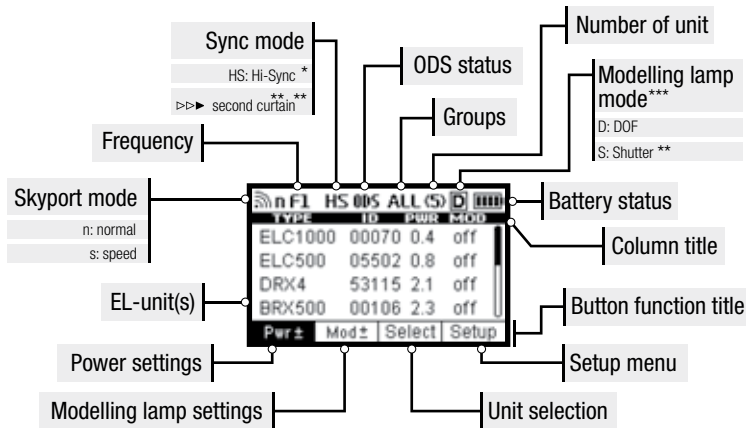 Number of unit
Sync mode
HS: Hi-Sync *
** **
▷▷▶ second curtain
ODS status
Modelling lamp
mode***
D: DOF
S: Shutter **
Groups
Frequency
Skyport mode
n: normal
s: speed
n F1 HS ODS ALL (5) D
Battery status
TYPE ID PWR MOD
Column title
ELC1000 00070 0.4 off
ELC500 05502 0.8 off
DRX4 53115 2.1 off
BRX500 00106 2.3 off
EL-unit(s)
Button function title
Pwr± Mod± Select Setup
Power settings
Setup menu
Modelling lamp settings
Unit selection